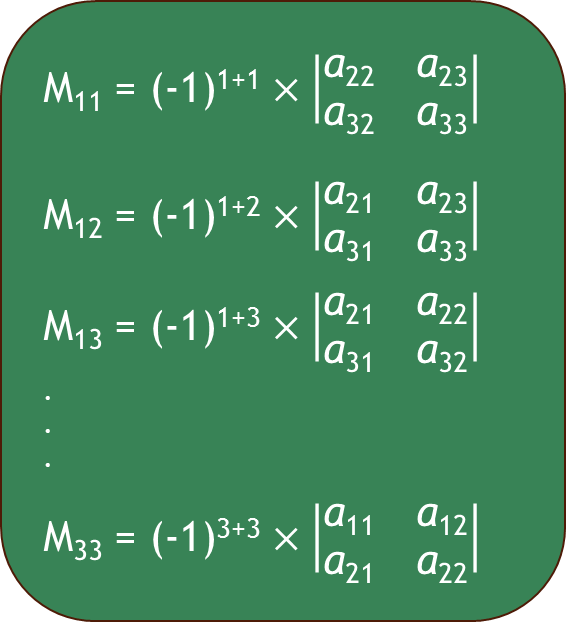 M₁₁ = (-1)¹⁺¹ × |a₂₂ a₂₃|
|a₃₂ a₃₃|
M₁₂ = (-1)¹⁺² × |a₂₁ a₂₃|
|a₃₁ a₃₃|
M₁₃ = (-1)¹⁺³ × |a₂₁ a₂₂|
|a₃₁ a₃₂|
.
.
.
M₃₃ = (-1)³⁺³ × |a₁₁ a₁₂|
|a₂₁ a₂₂|